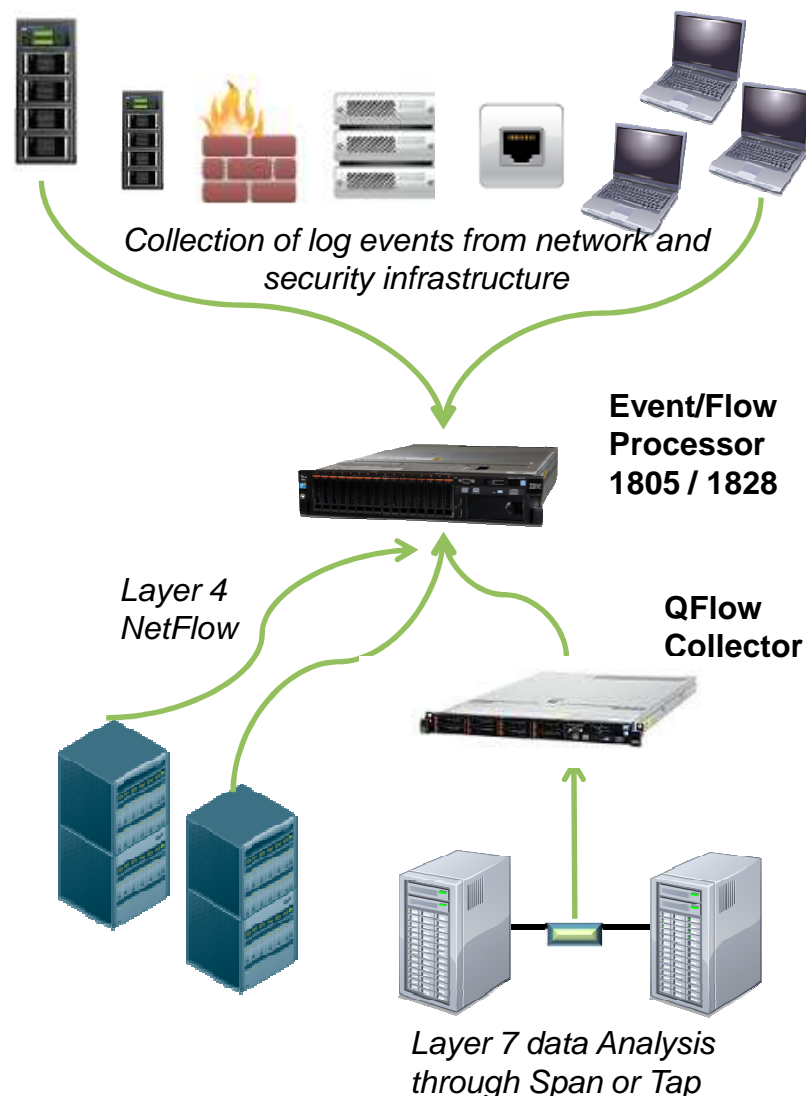 Collection of log events from network and
security infrastructure
Event/Flow
Processor
1805 / 1828
Layer 4
NetFlow
QFlow
Collector
Layer 7 data Analysis
through Span or Tap